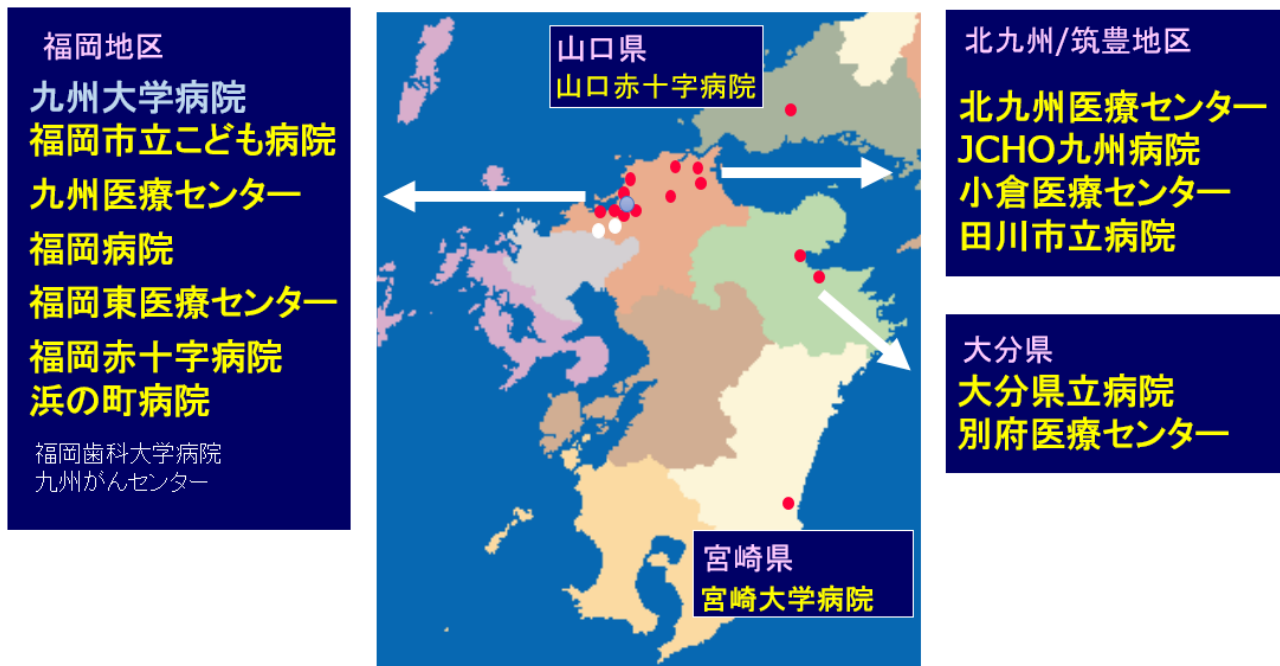 福岡地区
九州大学病院
福岡市立こども病院
九州医療センター
福岡病院
福岡東医療センター
福岡赤十字病院
浜の町病院
福岡歯科大学病院
九州がんセンター
山口県
山口赤十字病院
宮崎県
宮崎大学病院
北九州/筑豊地区
北九州医療センター
JCHO九州病院
小倉医療センター
田川市立病院
大分県
大分県立病院
別府医療センター